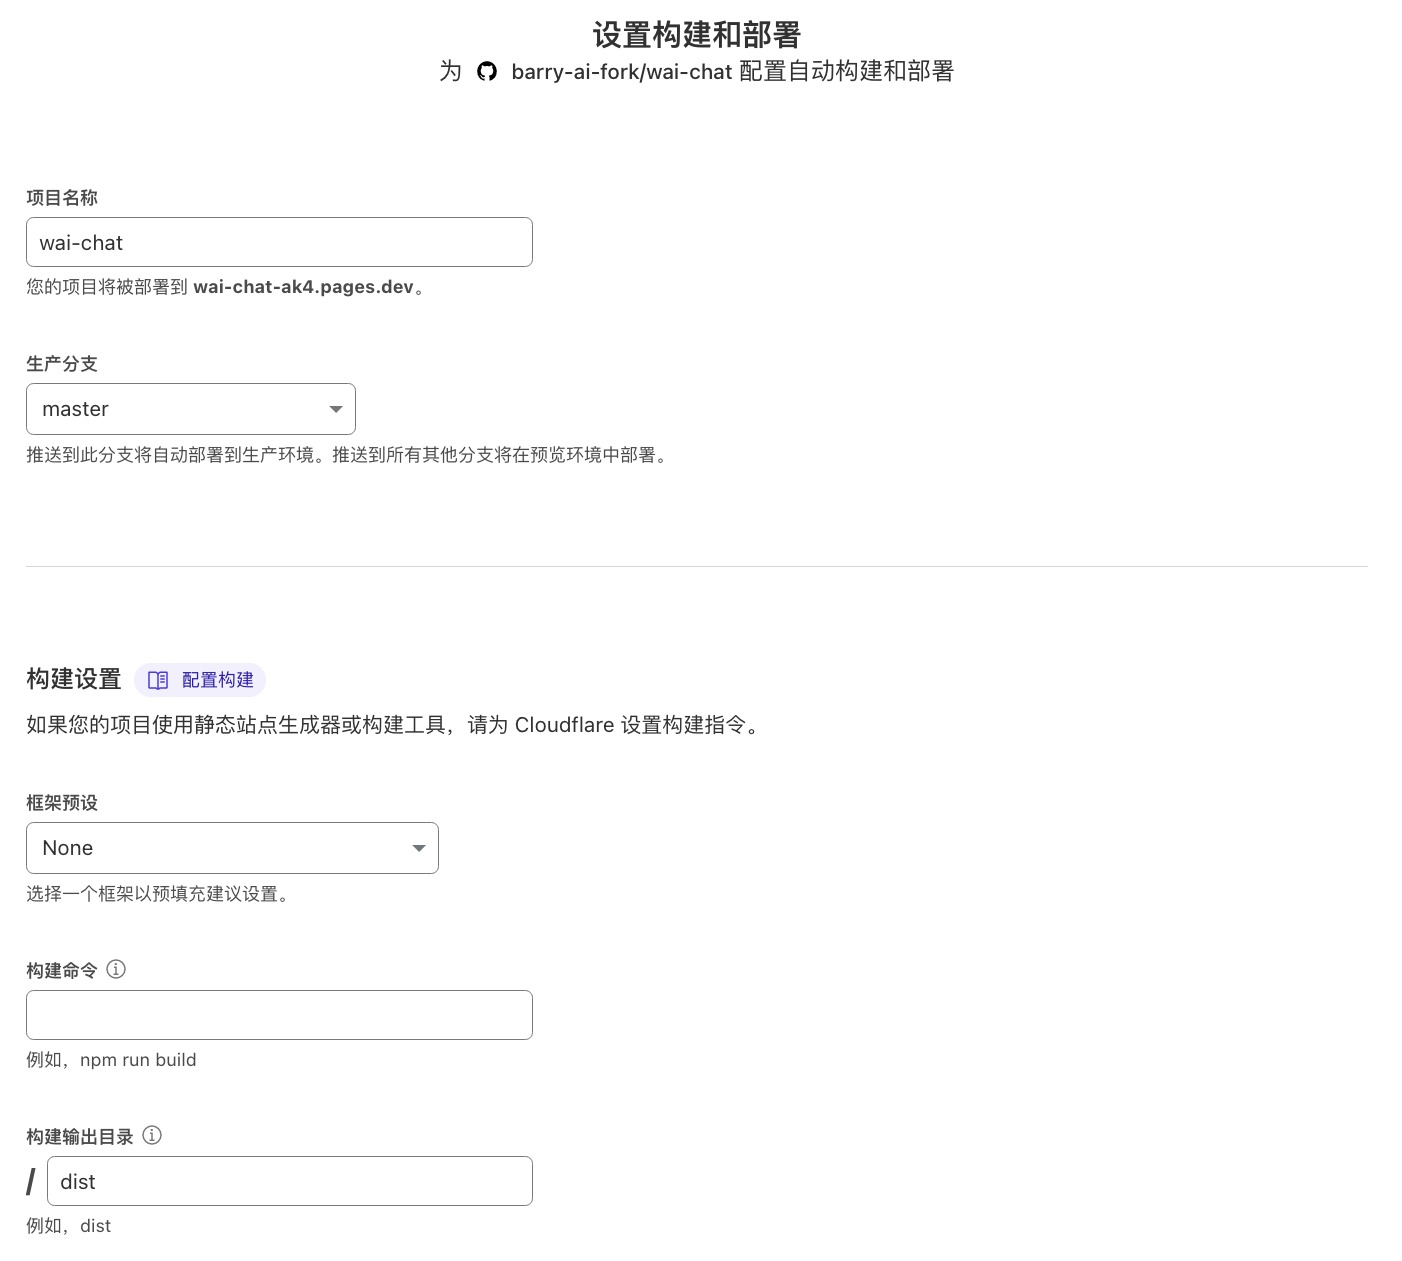 设置构建和部署
为 barry-ai-fork/wai-chat 配置自动构建和部署
项目名称
wai-chat
您的项目将被部署到 wai-chat-ak4.pages.dev。
生产分支
master
推送到此分支将自动部署到生产环境。推送到所有其他分支将在预览环境中部署。
构建设置 配置构建
如果您的项目使用静态站点生成器或构建工具，请为 Cloudflare 设置构建指令。
框架预设
None
选择一个框架以预填充建议设置。
构建命令
例如，npm run build
构建输出目录
/ dist
例如，dist